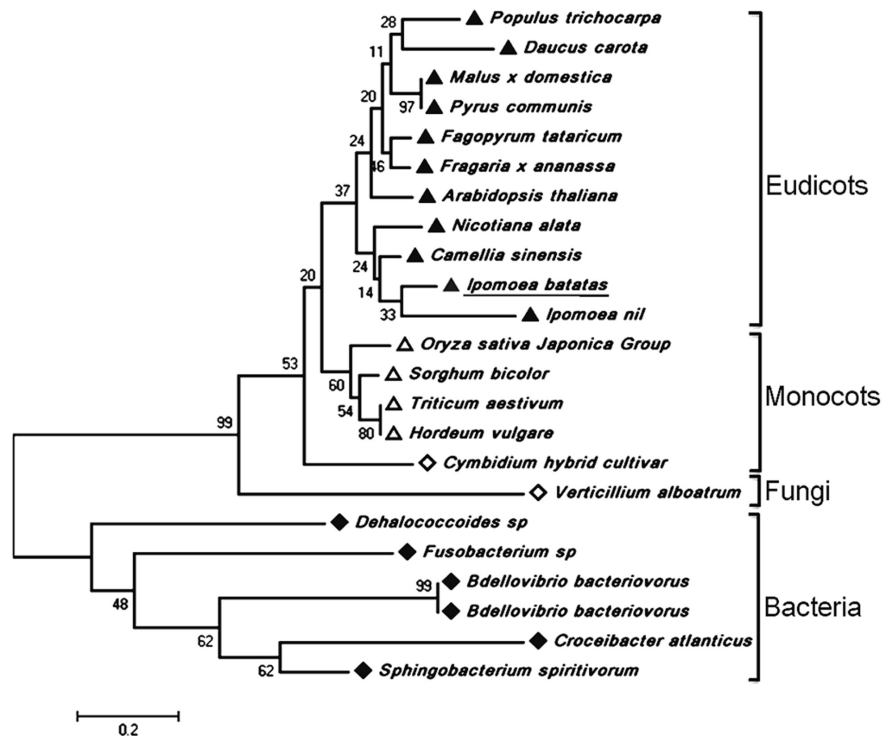 28
Populus trichocarpa
Daucus carota
11
Malus x domestica
97
Pyrus communis
20
Fagopyrum tataricum
46
Fragaria x ananassa
24
Arabidopsis thaliana
Eudicots
37
Nicotiana alata
24
Camellia sinensis
14
Ipomoea batatas
33
Ipomoea nil
20
Oryza sativa Japonica Group
60
Sorghum bicolor
53
54
Triticum aestivum
Monocots
80
Hordeum vulgare
99
Cymbidium hybrid cultivar
Verticillium alboatrum
Fungi
Dehalococcoides sp
Fusobacterium sp
48
99
Bdellovibrio bacteriovorus
Bdellovibrio bacteriovorus
Bacteria
62
Croceibacter atlanticus
62
Sphingobacterium spiritivorum
0.2